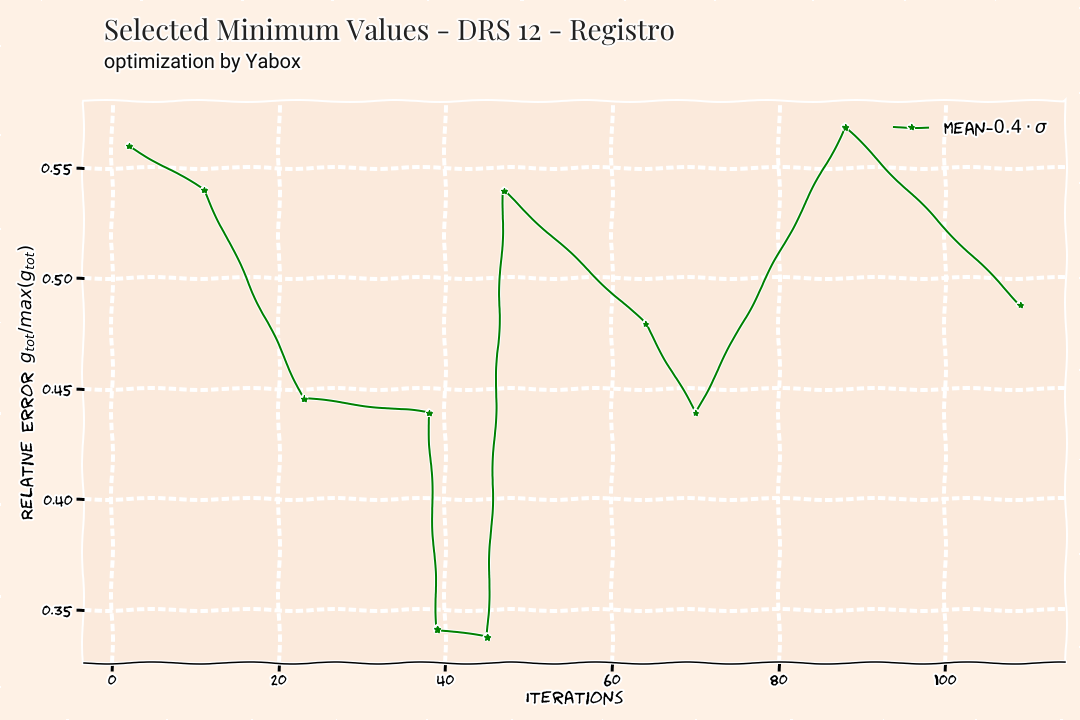 Selected Minimum Values - DRS 12 - Registro
optimization by Yabox
MEAN-0.4 · σ
0.55
0.50
0.45
0.40
0.35
RELATIVE ERROR g_tot/max(g_tot)
0 20 40 60 80 100
ITERATIONS